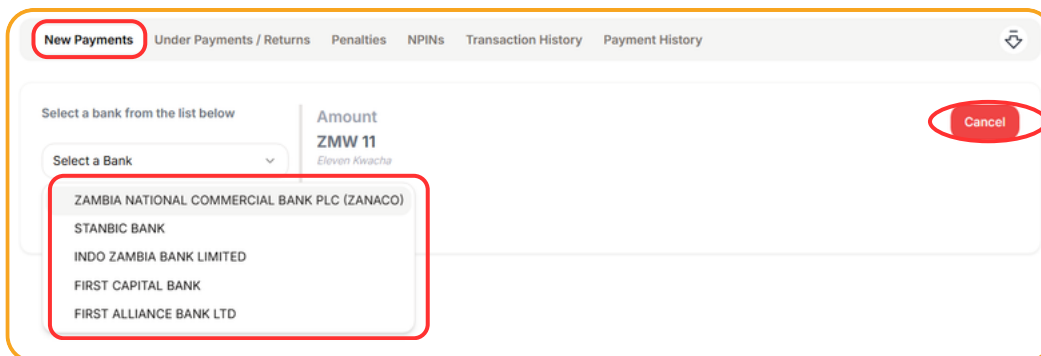 New Payments Under Payments / Returns Penalties NPINs Transaction History Payment History
Select a bank from the list below
Select a Bank
Amount
ZMW 11
Eleven Kwacha
Cancel
ZAMBIA NATIONAL COMMERCIAL BANK PLC (ZANACO)
STANBIC BANK
INDO ZAMBIA BANK LIMITED
FIRST CAPITAL BANK
FIRST ALLIANCE BANK LTD